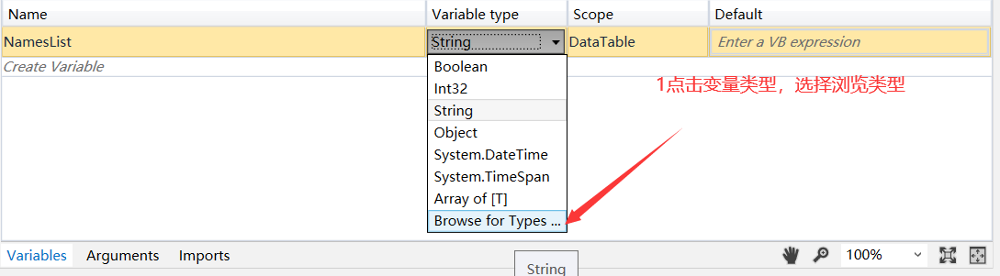 Name Variable type Scope Default
NamesList String DataTable Enter a VB expression
Create Variable
Boolean
Int32
String
Object
System.DateTime
System.TimeSpan
Array of [T]
Browse for Types ...
1点击变量类型，选择浏览类型
Variables Arguments Imports 100%
String